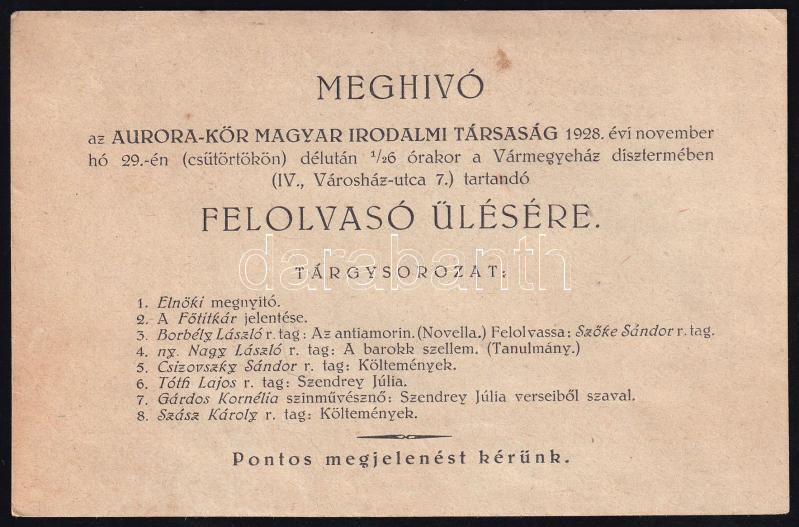 MEGHIVÓ
az AURORA-KÖR MAGYAR IRODALMI TÁRSASÁG 1928. évi november
hó 29.-én (csütörtökön) délután 1/26 órakor a Vármegyeház disztermében
(IV., Városház-utca 7.) tartandó
FELOLVASÓ ÜLÉSÉRE.
darabanth
TÁRGYSOROZAT:
1. Elnöki megnyitó.
2. A Főtitkár jelentése.
3. Borbély László r. tag: Az antiamorin. (Novella.) Felolvassa: Szőke Sándor r. tag.
4. ny. Nagy László r. tag: A barokk szellem. (Tanulmány.)
5. Csizovszky Sándor r. tag: Költemények.
6. Tóth Lajos r. tag: Szendrey Júlia.
7. Gárdos Kornélia szinművésznő: Szendrey Júlia verseiből szaval.
8. Szász Károly r. tag: Költemények.
Pontos megjelenést kérünk.